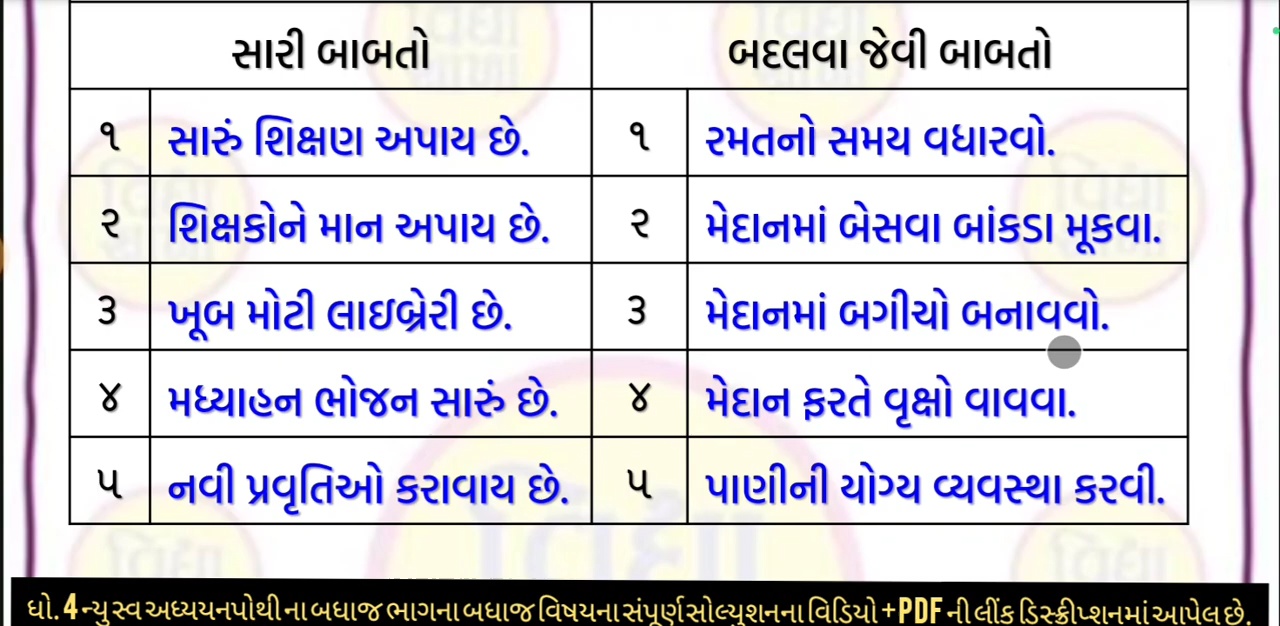 સારી બાબતો બદલવા જેવી બાબતો
૧ સારું શિક્ષણ અપાય છે. ૧ રમતનો સમય વધારવો.
૨ શિક્ષકોને માન અપાય છે. ૨ મેદાનમાં બેસવા બાંકડા મૂકવા.
૩ ખૂબ મોટી લાઇબ્રેરી છે. ૩ મેદાનમાં બગીચો બનાવવો.
૪ મધ્યાહન ભોજન સારું છે. ૪ મેદાન ફરતે વૃક્ષો વાવવા.
૫ નવી પ્રવૃતિઓ કરાવાય છે. ૫ પાણીની યોગ્ય વ્યવસ્થા કરવી.
ધો. 4 ન્યુ સ્વ અધ્યયનપોથી ના બધાજ ભાગના બધાજ વિષયના સંપૂર્ણ સોલ્યુશનના વિડિયો + PDF ની લીંક ડિસ્ક્રીપ્શનમાં આપેલ છે.